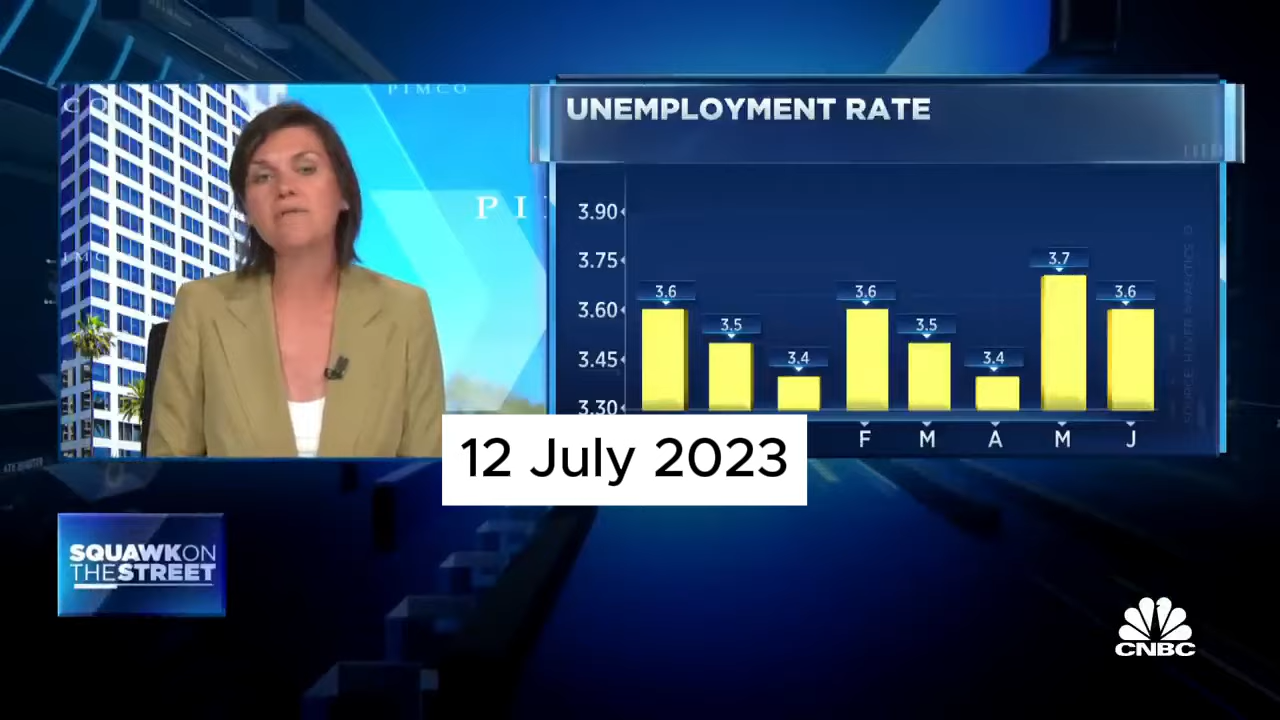 PIMCO
CO
PI
IMC
UNEMPLOYMENT RATE
3.90
3.75
3.60
3.45
3.30
3.6
3.5
3.4
3.6
3.5
3.4
3.7
3.6
F M A M J
12 July 2023
SQUAWK ON
THE STREET
CNBC